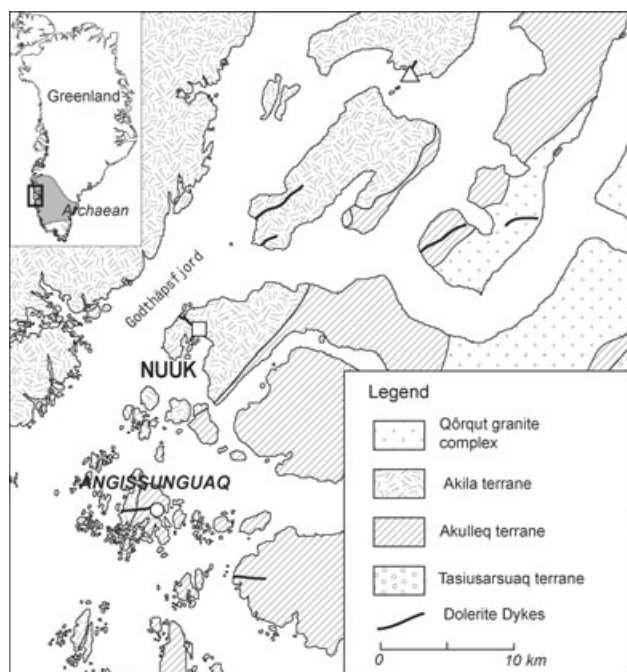 Greenland
Archaean
Godthåpsfjord
NUUK
ANGISSUNGUAQ
Legend
Qôrqut granite
complex
Akila terrane
Akulleq terrane
Tasiusarsuaq terrane
Dolerite Dykes
0 10 km